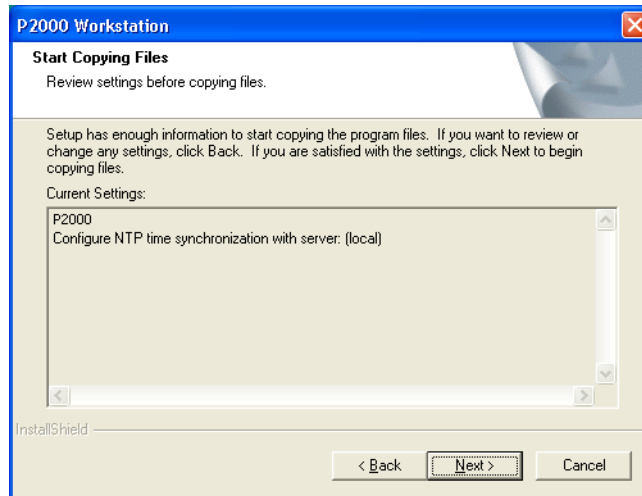 P2000 Workstation
Start Copying Files
Review settings before copying files.
Setup has enough information to start copying the program files. If you want to review or
change any settings, click Back. If you are satisfied with the settings, click Next to begin
copying files.
Current Settings:
P2000
Configure NTP time synchronization with server: (local)
InstallShield
< Back
Next >
Cancel